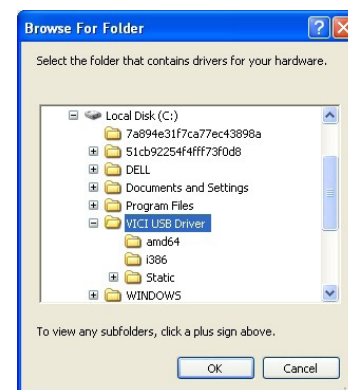 Browse For Folder
Select the folder that contains drivers for your hardware.
Local Disk (C:)
7a894e31f7ca77ec43898a
51cb92254f4fff73f0d8
DELL
Documents and Settings
Program Files
VICI USB Driver
amd64
i386
Static
WINDOWS
To view any subfolders, click a plus sign above.
OK Cancel